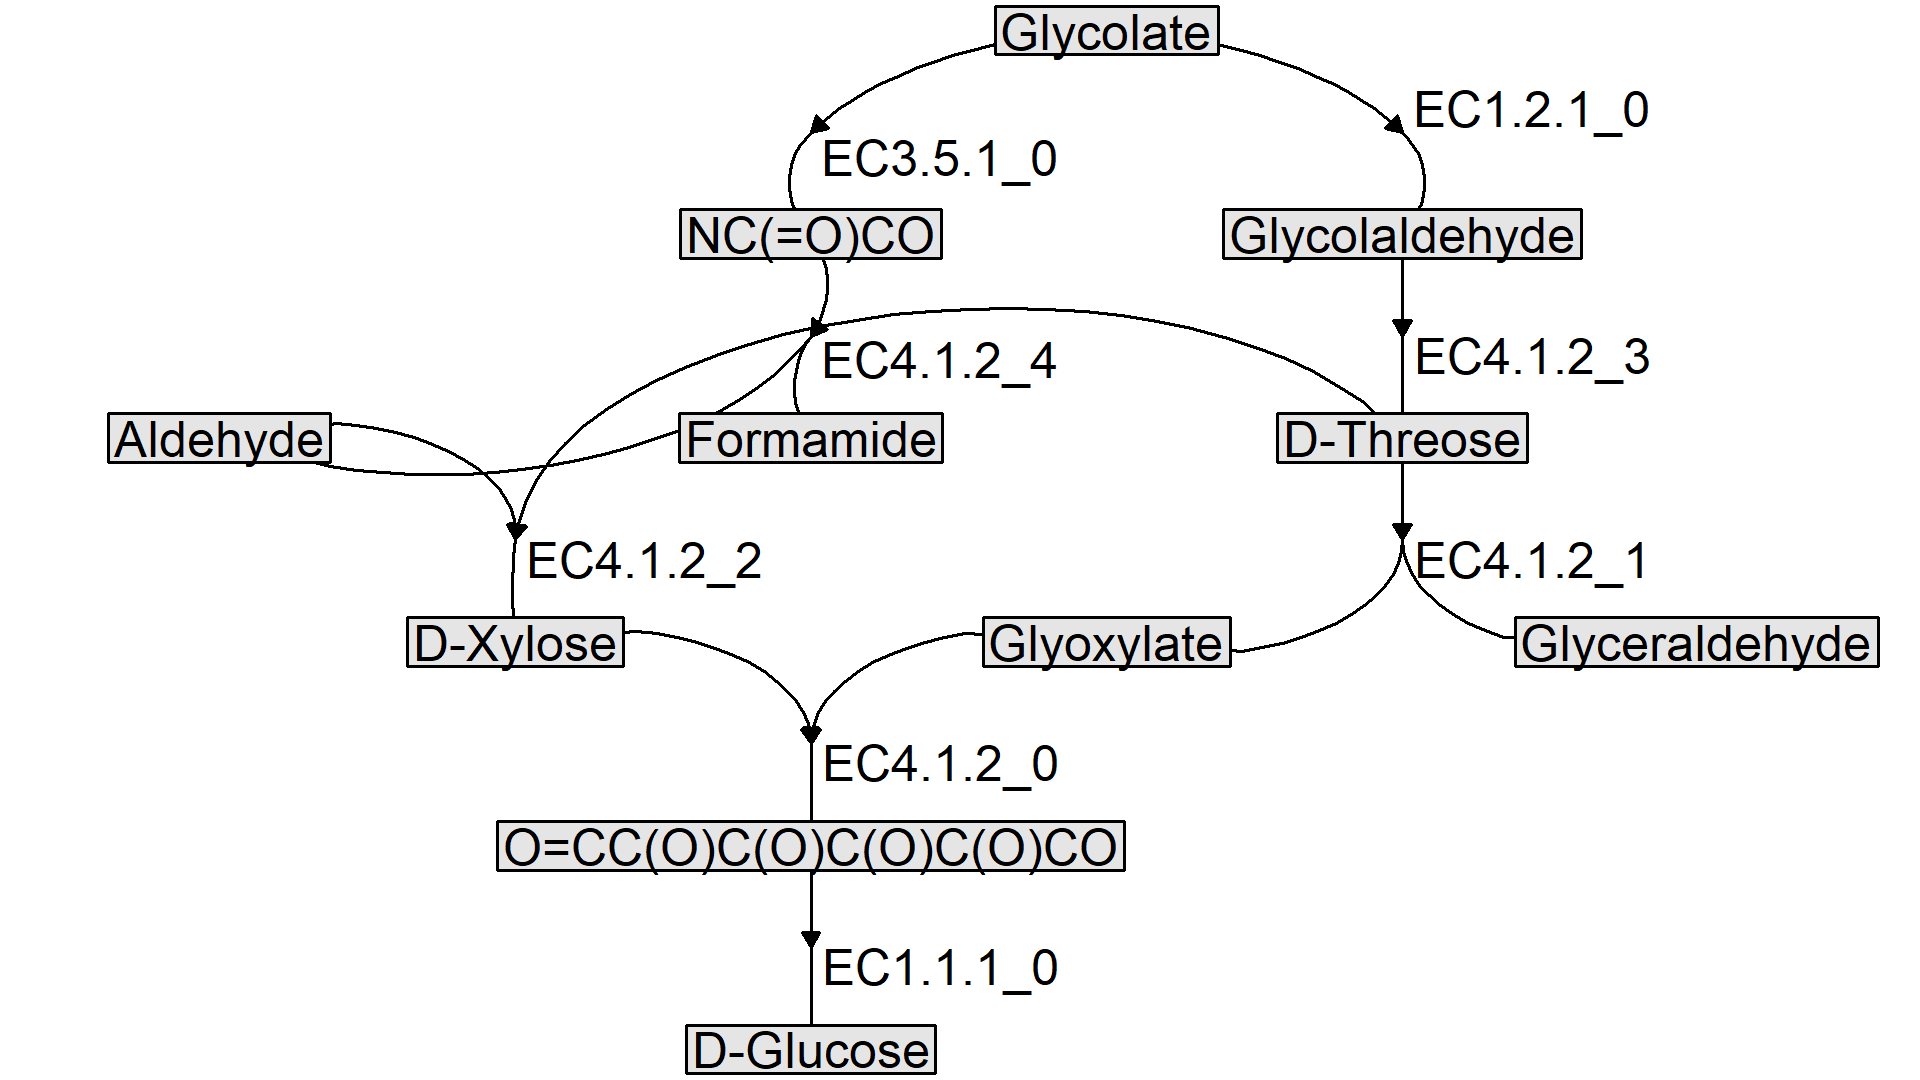 Glycolate
EC1.2.1_0
EC3.5.1_0
NC(=O)CO
Glycolaldehyde
EC4.1.2_4
EC4.1.2_3
Aldehyde
Formamide
D-Threose
EC4.1.2_2
EC4.1.2_1
D-Xylose
Glyoxylate
Glyceraldehyde
EC4.1.2_0
O=CC(O)C(O)C(O)C(O)CO
EC1.1.1_0
D-Glucose